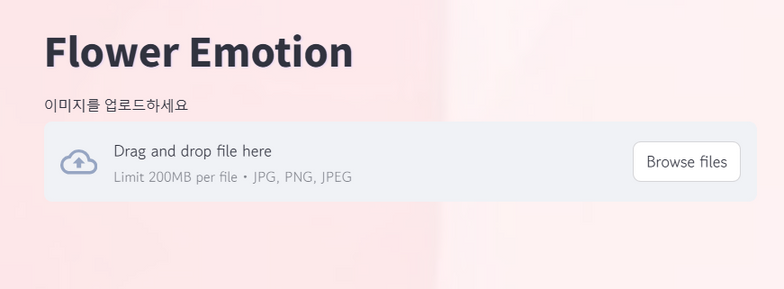 Flower Emotion
이미지를 업로드하세요
Drag and drop file here
Limit 200MB per file • JPG, PNG, JPEG
Browse files